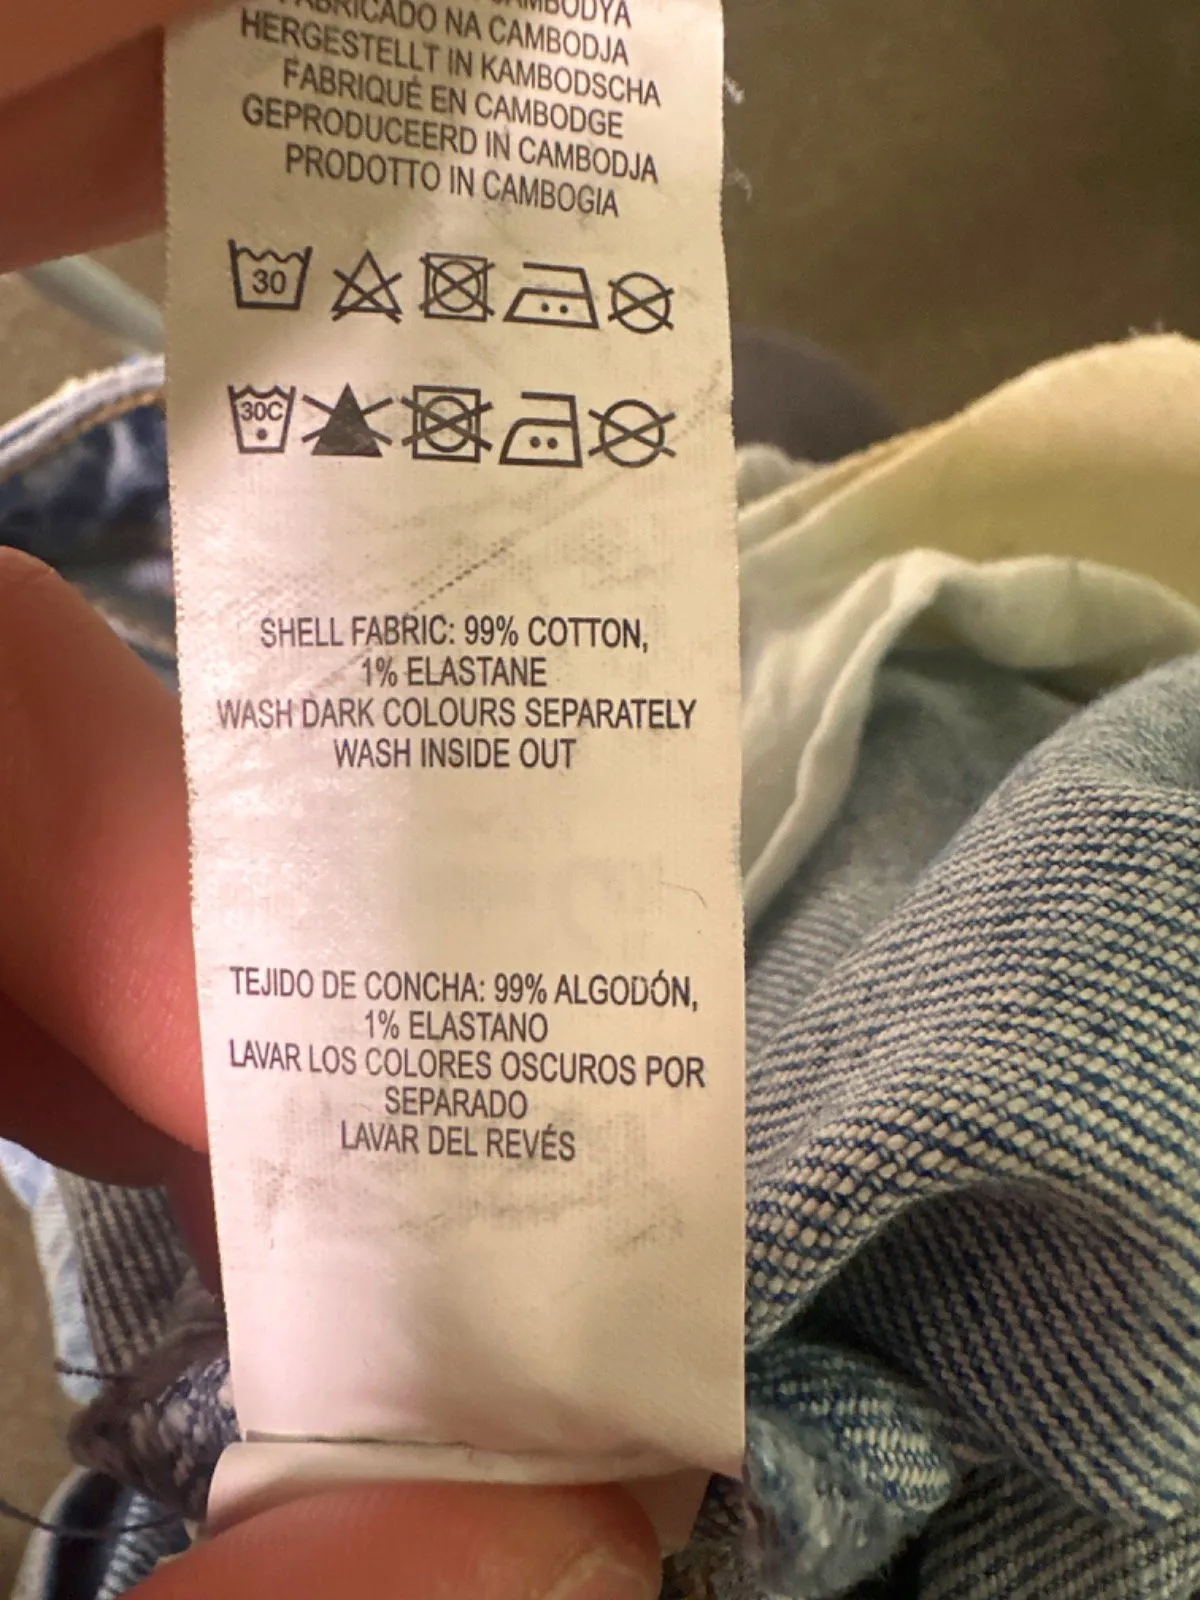 CAMBODYA
FABRICADO NA CAMBODJA
HERGESTELLT IN KAMBODSCHA
FABRIQUÉ EN CAMBODGE
GEPRODUCEERD IN CAMBODJA
PRODOTTO IN CAMBOGIA
30
30C
SHELL FABRIC: 99% COTTON,
1% ELASTANE
WASH DARK COLOURS SEPARATELY
WASH INSIDE OUT
TEJIDO DE CONCHA: 99% ALGODÓN,
1% ELASTANO
LAVAR LOS COLORES OSCUROS POR
SEPARADO
LAVAR DEL REVÉS